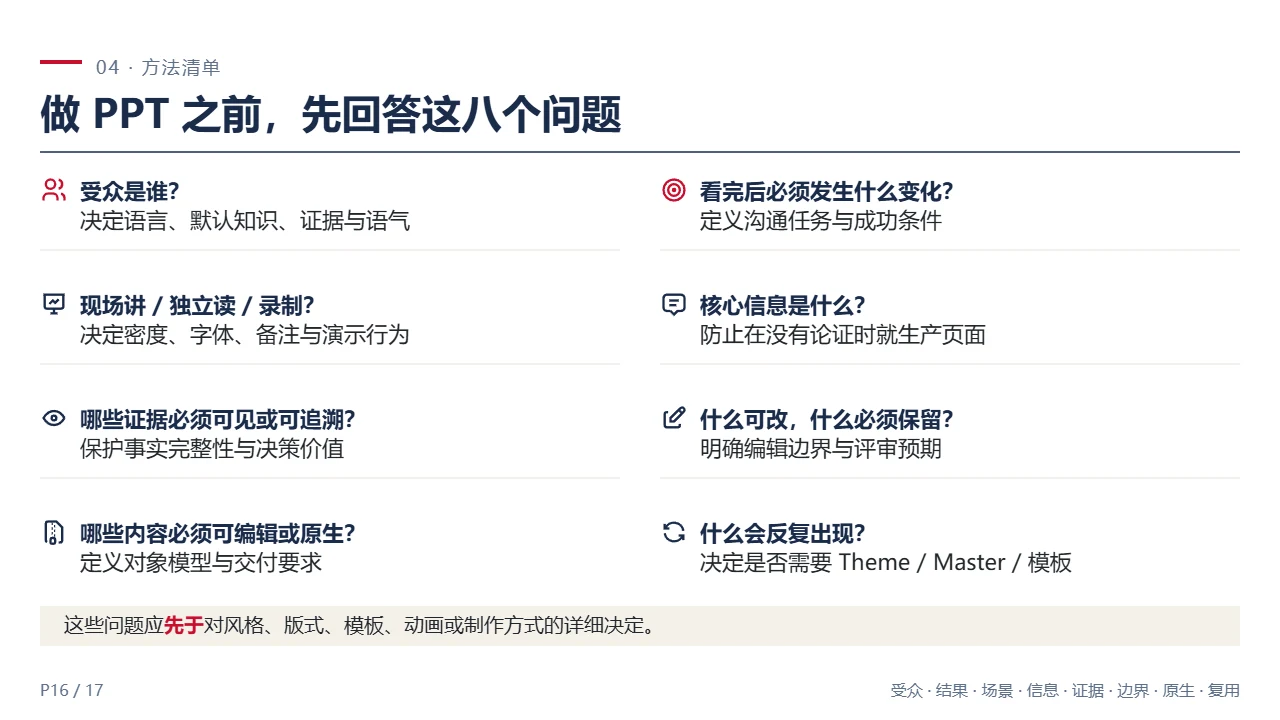 04 · 方法清单
做 PPT 之前，先回答这八个问题
受众是谁？
决定语言、默认知识、证据与语气
看完后必须发生什么变化？
定义沟通任务与成功条件
现场讲 / 独立读 / 录制？
决定密度、字体、备注与演示行为
核心信息是什么？
防止在没有论证时就生产页面
哪些证据必须可见或可追溯？
保护事实完整性与决策价值
什么可改，什么必须保留？
明确编辑边界与评审预期
哪些内容必须可编辑或原生？
定义对象模型与交付要求
什么会反复出现？
决定是否需要 Theme / Master / 模板
这些问题应先于对风格、版式、模板、动画或制作方式的详细决定。
P16 / 17
受众 · 结果 · 场景 · 信息 · 证据 · 边界 · 原生 · 复用